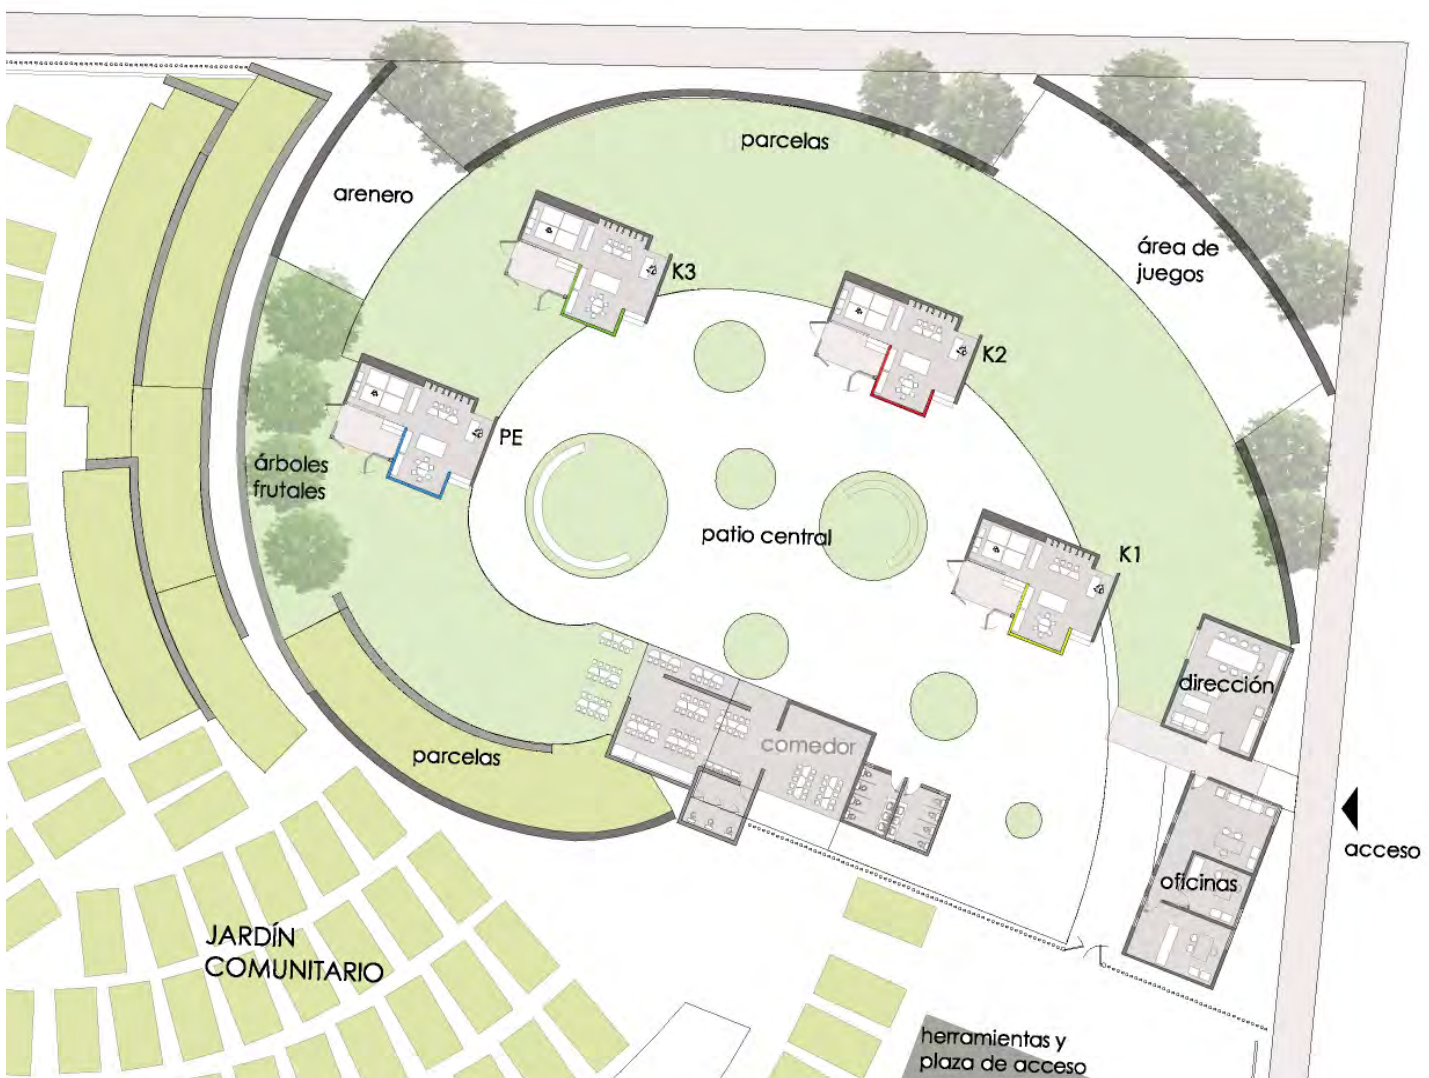 parcelas
arenero
área de
juegos
K3
K2
PE
árboles
frutales
patio central
K1
dirección
comedor
parcelas
acceso
oficinas
JARDÍN
COMUNITARIO
herramientas y
plaza de acceso